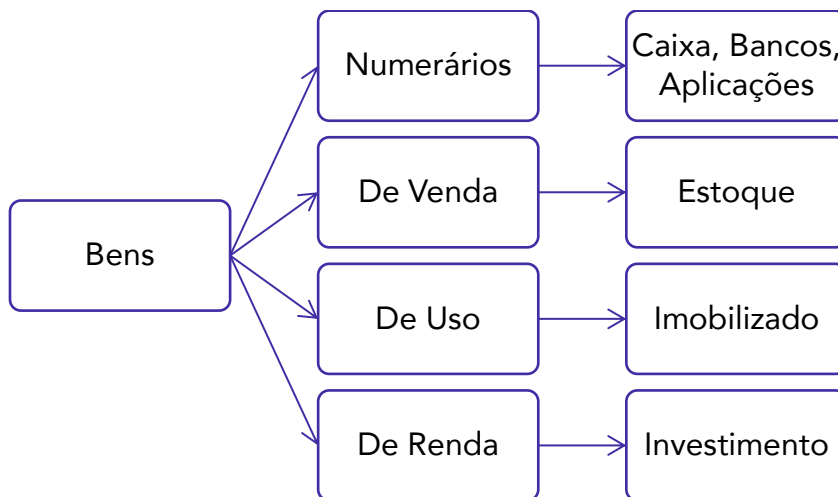 Numerários
Caixa, Bancos,
Aplicações
De Venda
Estoque
Bens
De Uso
Imobilizado
De Renda
Investimento